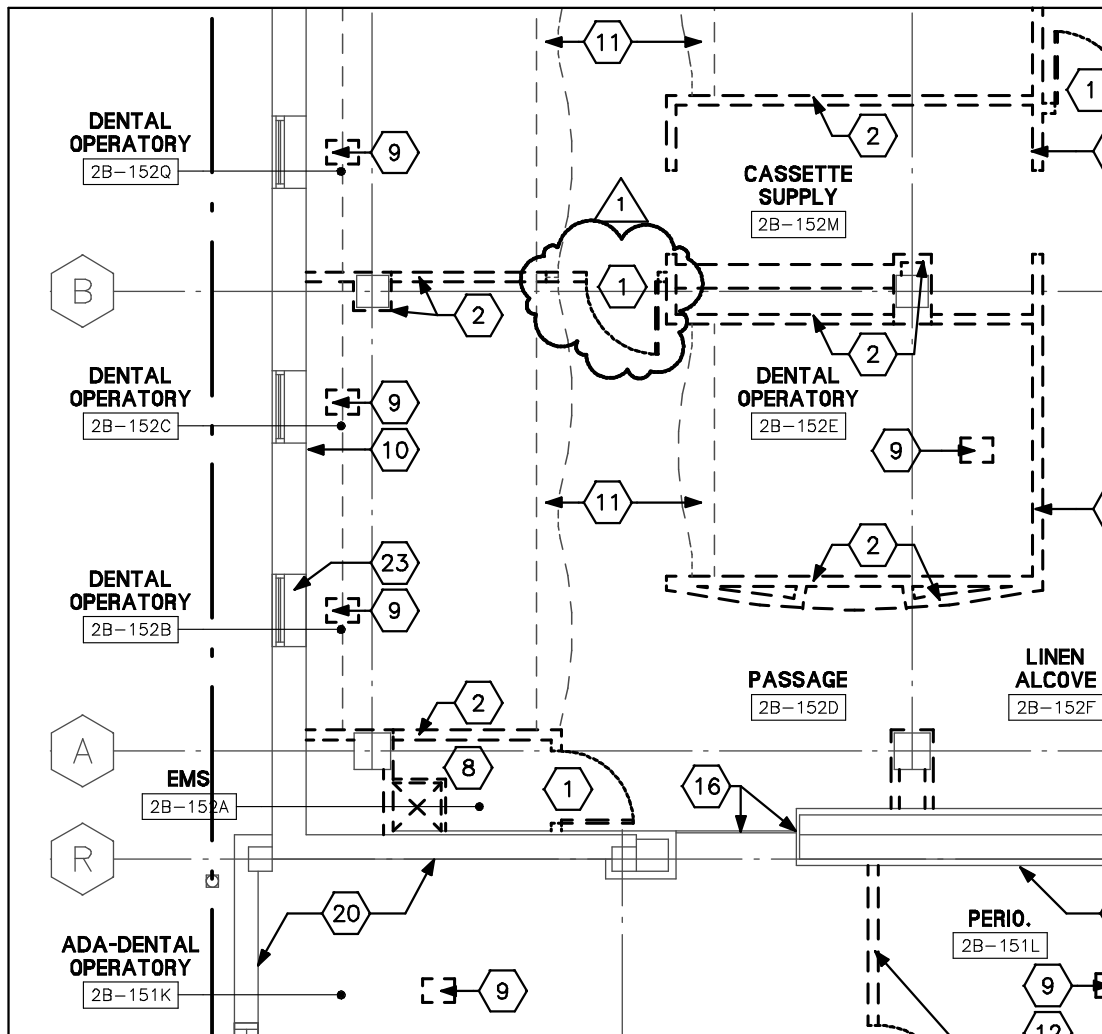 11
DENTAL
OPERATORY
2B-152Q
9
2
1
CASSETTE
SUPPLY
2B-152M
1
B
1
2
2
DENTAL
OPERATORY
2B-152C
9
10
DENTAL
OPERATORY
2B-152E
9
11
2
23
DENTAL
OPERATORY
2B-152B
9
PASSAGE
2B-152D
LINEN
ALCOVE
2B-152F
2
A
8
EMS
2B-152A
1
16
R
20
PERIO.
2B-151L
ADA-DENTAL
OPERATORY
2B-151K
9
9
12